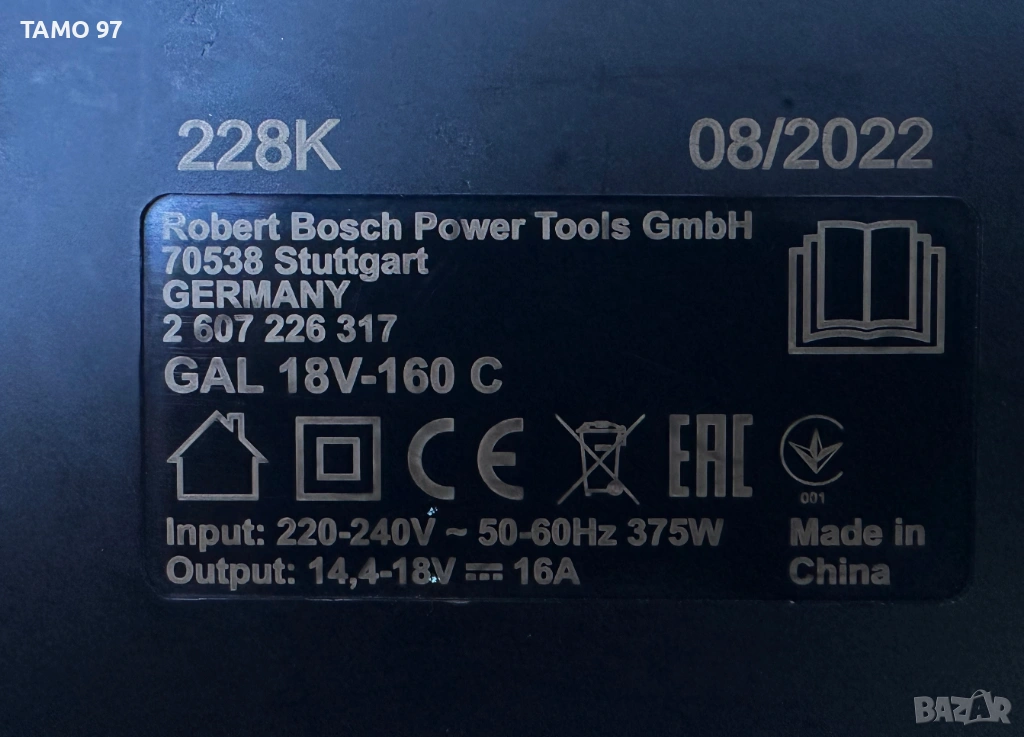 TAMO 97
228K 08/2022
Robert Bosch Power Tools GmbH
70538 Stuttgart
GERMANY
2 607 226 317
GAL 18V-160 C
CE EAC
001
Input: 220-240V ~ 50-60Hz 375W
Output: 14,4-18V ⎓ 16A
Made in
China
BAZAR